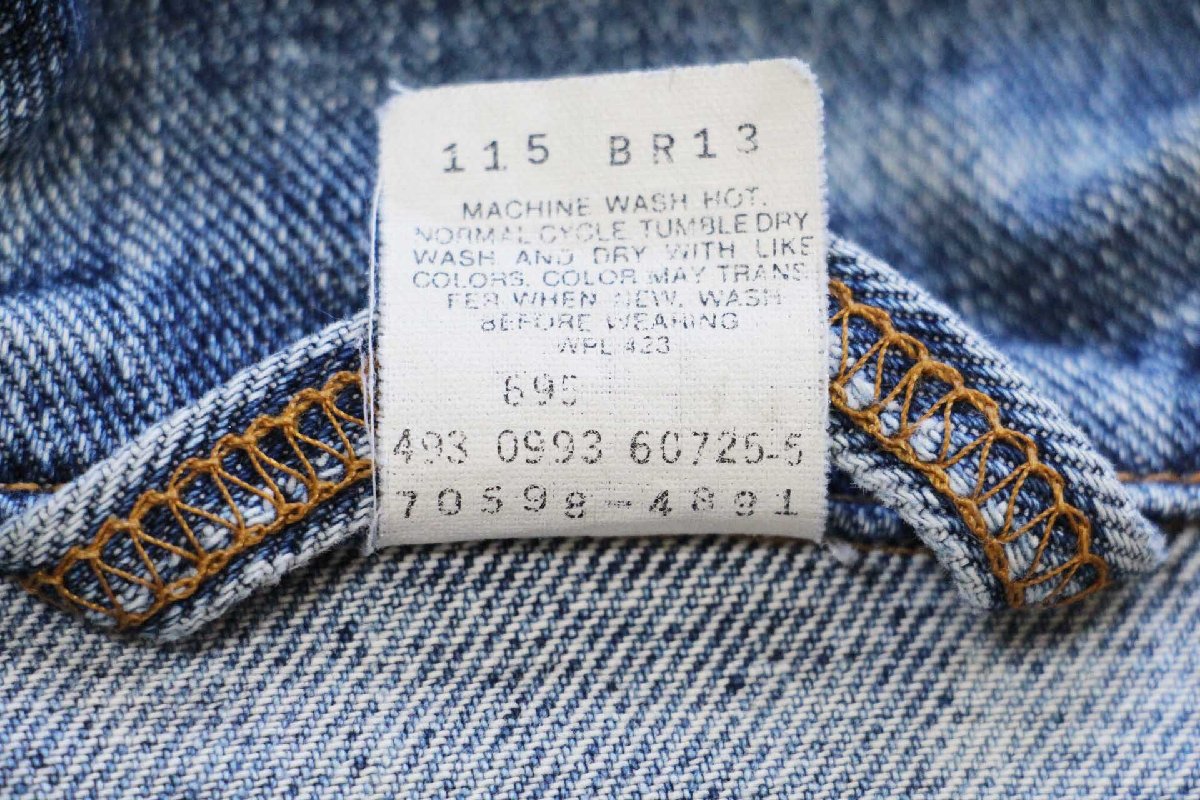 115 BR13
MACHINE WASH HOT.
NORMAL CYCLE TUMBLE DRY
WASH AND DRY WITH LIKE
COLORS. COLOR MAY TRANS
FER WHEN NEW. WASH
BEFORE WEARING
WPL 423
695
493 0993 60725-5
70598-4891